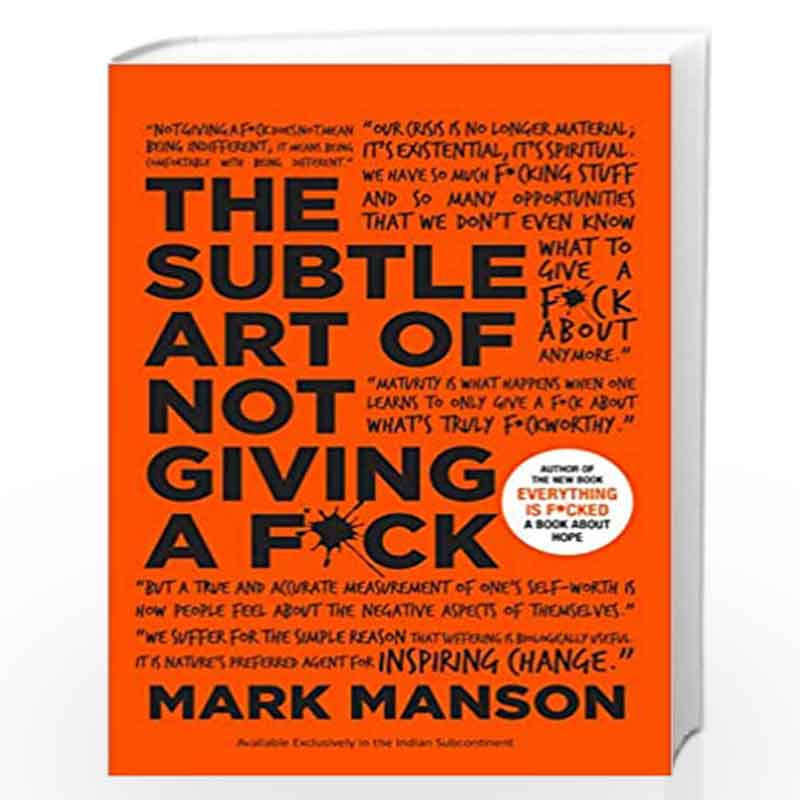 "NOT GIVING A F*CK DOES NOT MEAN
BEING INDIFFERENT; IT MEANS BEING
COMFORTABLE WITH BEING DIFFERENT."
"OUR CRISIS IS NO LONGER MATERIAL;
IT'S EXISTENTIAL, IT'S SPIRITUAL.
WE HAVE SO MUCH F*CKING STUFF
AND SO MANY OPPORTUNITIES
THAT WE DON'T EVEN KNOW
WHAT TO
GIVE A
F*CK
ABOUT
ANYMORE."
THE
SUBTLE
ART OF
NOT
GIVING
A F*CK
"MATURITY IS WHAT HAPPENS WHEN ONE
LEARNS TO ONLY GIVE A F*CK ABOUT
WHAT'S TRULY F*CKWORTHY."
AUTHOR OF
THE NEW BOOK
EVERYTHING
IS F*CKED
A BOOK ABOUT
HOPE
"BUT A TRUE AND ACCURATE MEASUREMENT OF ONE'S SELF-WORTH IS
HOW PEOPLE FEEL ABOUT THE NEGATIVE ASPECTS OF THEMSELVES."
"WE SUFFER FOR THE SIMPLE REASON THAT SUFFERING IS BIOLOGICALLY USEFUL.
IT IS NATURE'S PREFERRED AGENT FOR INSPIRING CHANGE."
MARK MANSON
Available Exclusively in the Indian Subcontinent